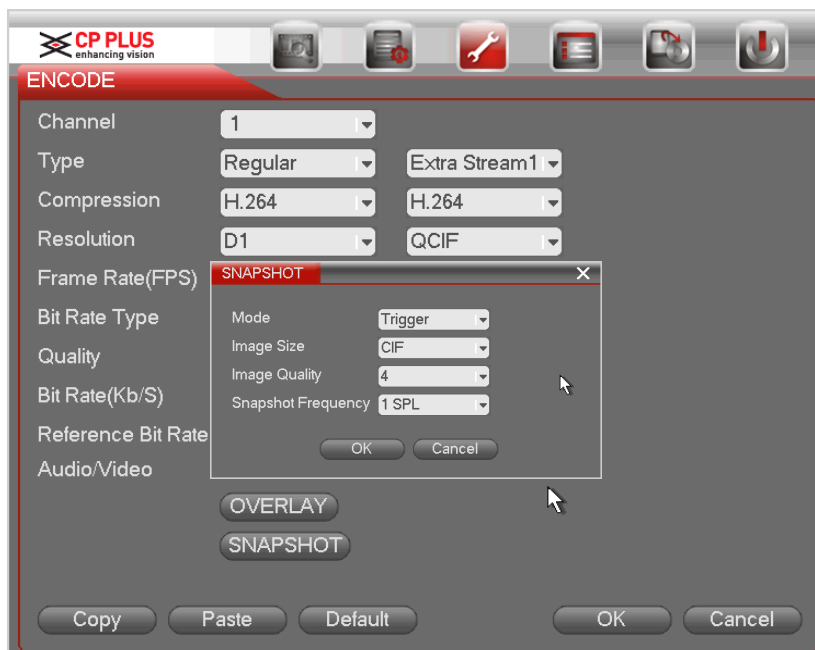 CP PLUS
enhancing vision
ENCODE
Channel 1
Type Regular Extra Stream1
Compression H.264 H.264
Resolution D1 QCIF
Frame Rate(FPS)
Bit Rate Type
Quality
Bit Rate(Kb/S)
Reference Bit Rate
Audio/Video
SNAPSHOT X
Mode Trigger
Image Size CIF
Image Quality 4
Snapshot Frequency 1 SPL
OK Cancel
OVERLAY
SNAPSHOT
Copy Paste Default OK Cancel